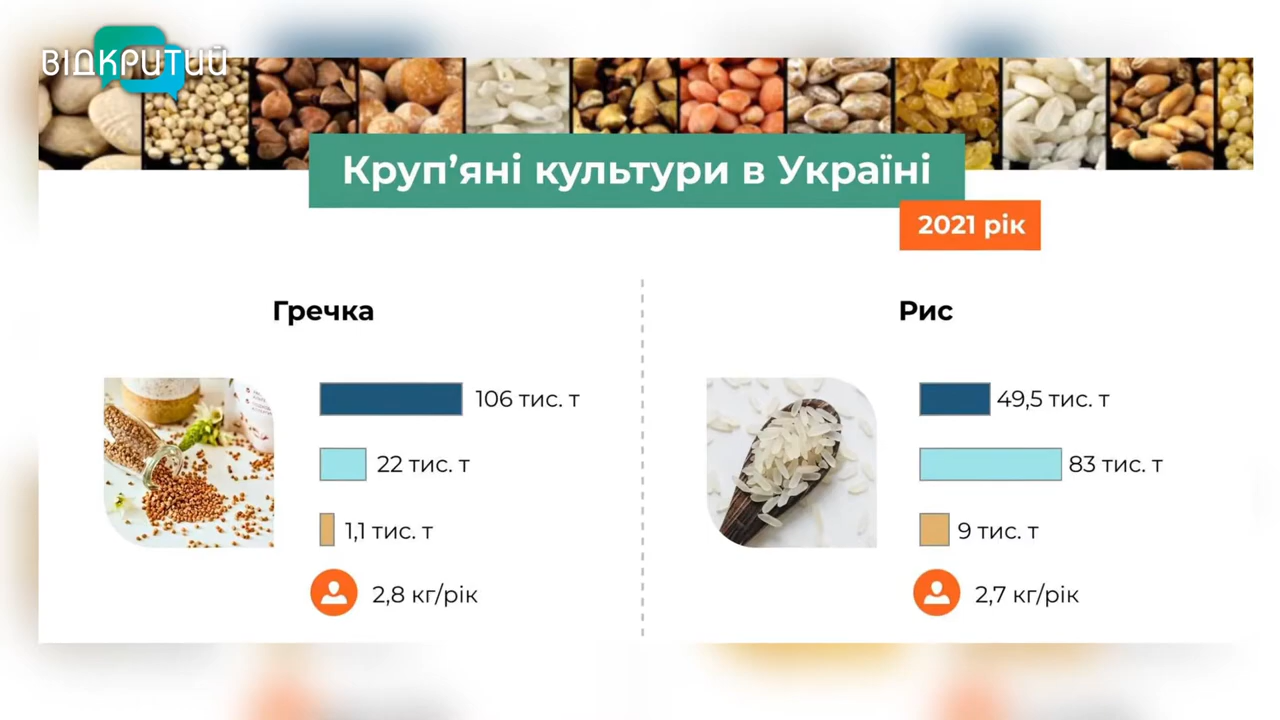 ВІДКРИТИЙ
Круп’яні культури в Україні
2021 рік
Гречка
106 тис. т
22 тис. т
1,1 тис. т
2,8 кг/рік
Рис
49,5 тис. т
83 тис. т
9 тис. т
2,7 кг/рік